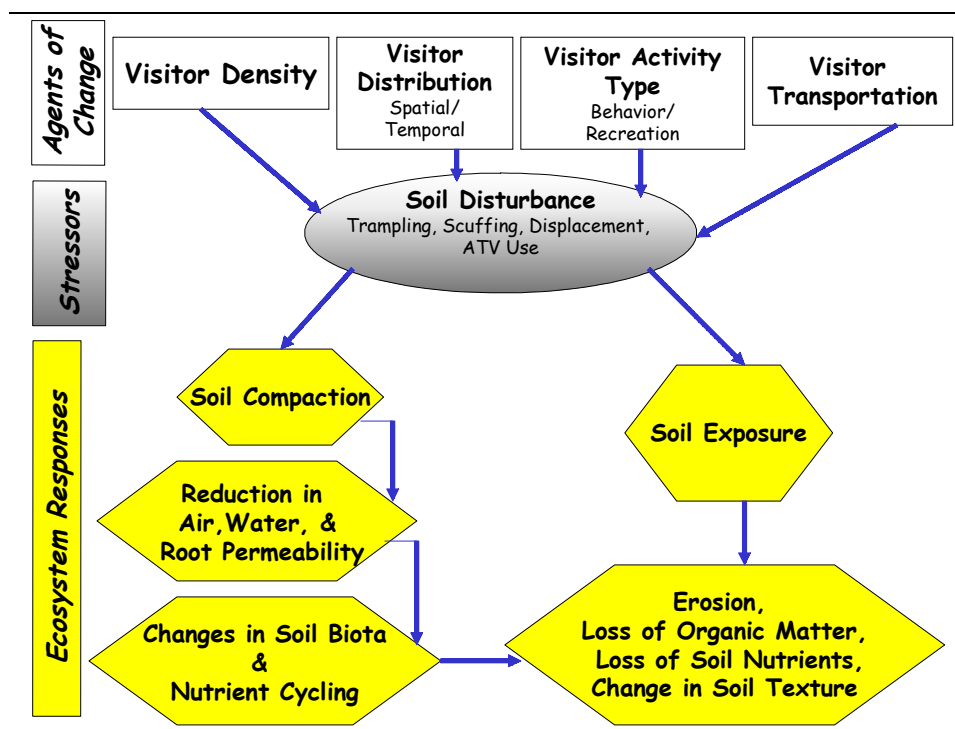 Agents of
Change
Visitor Density
Visitor
Distribution
Spatial/
Temporal
Visitor Activity
Type
Behavior/
Recreation
Visitor
Transportation
Stressors
Soil Disturbance
Trampling, Scuffing, Displacement,
ATV Use
Ecosystem Responses
Soil Compaction
Soil Exposure
Reduction in
Air,Water, &
Root Permeability
Changes in Soil Biota
&
Nutrient Cycling
Erosion,
Loss of Organic Matter,
Loss of Soil Nutrients,
Change in Soil Texture